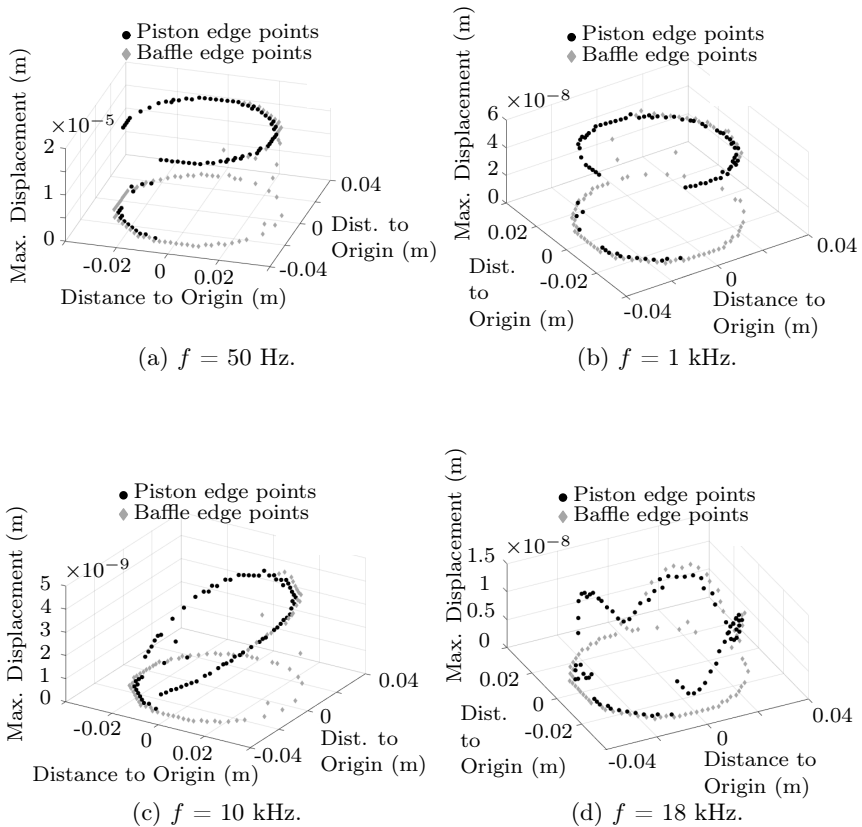 Piston edge points
Baffle edge points
×10⁻⁵
Max. Displacement (m)
2
1
1
0
-0.02
0
0.02
-0.04
0
0.04
Distance to Origin (m)
Dist. to
Origin (m)
(a) f = 50 Hz.
Piston edge points
Baffle edge points
×10⁻⁸
Max. Displacement (m)
6
4
2
0
0.02
0
-0.02
-0.04
0
0.04
Dist.
to
Origin (m)
Distance to
Origin (m)
(b) f = 1 kHz.
Piston edge points
Baffle edge points
×10⁻⁹
Max. Displacement (m)
5
4
3
2
1
0
-0.02
0
0.02
-0.04
0
0.04
Distance to Origin (m)
Dist. to
Origin (m)
(c) f = 10 kHz.
Piston edge points
Baffle edge points
×10⁻⁸
Max. Displacement (m)
1.5
1
0.5
0
0.02
0
-0.02
-0.04
0
0.04
Dist.
to
Origin (m)
Distance to
Origin (m)
(d) f = 18 kHz.